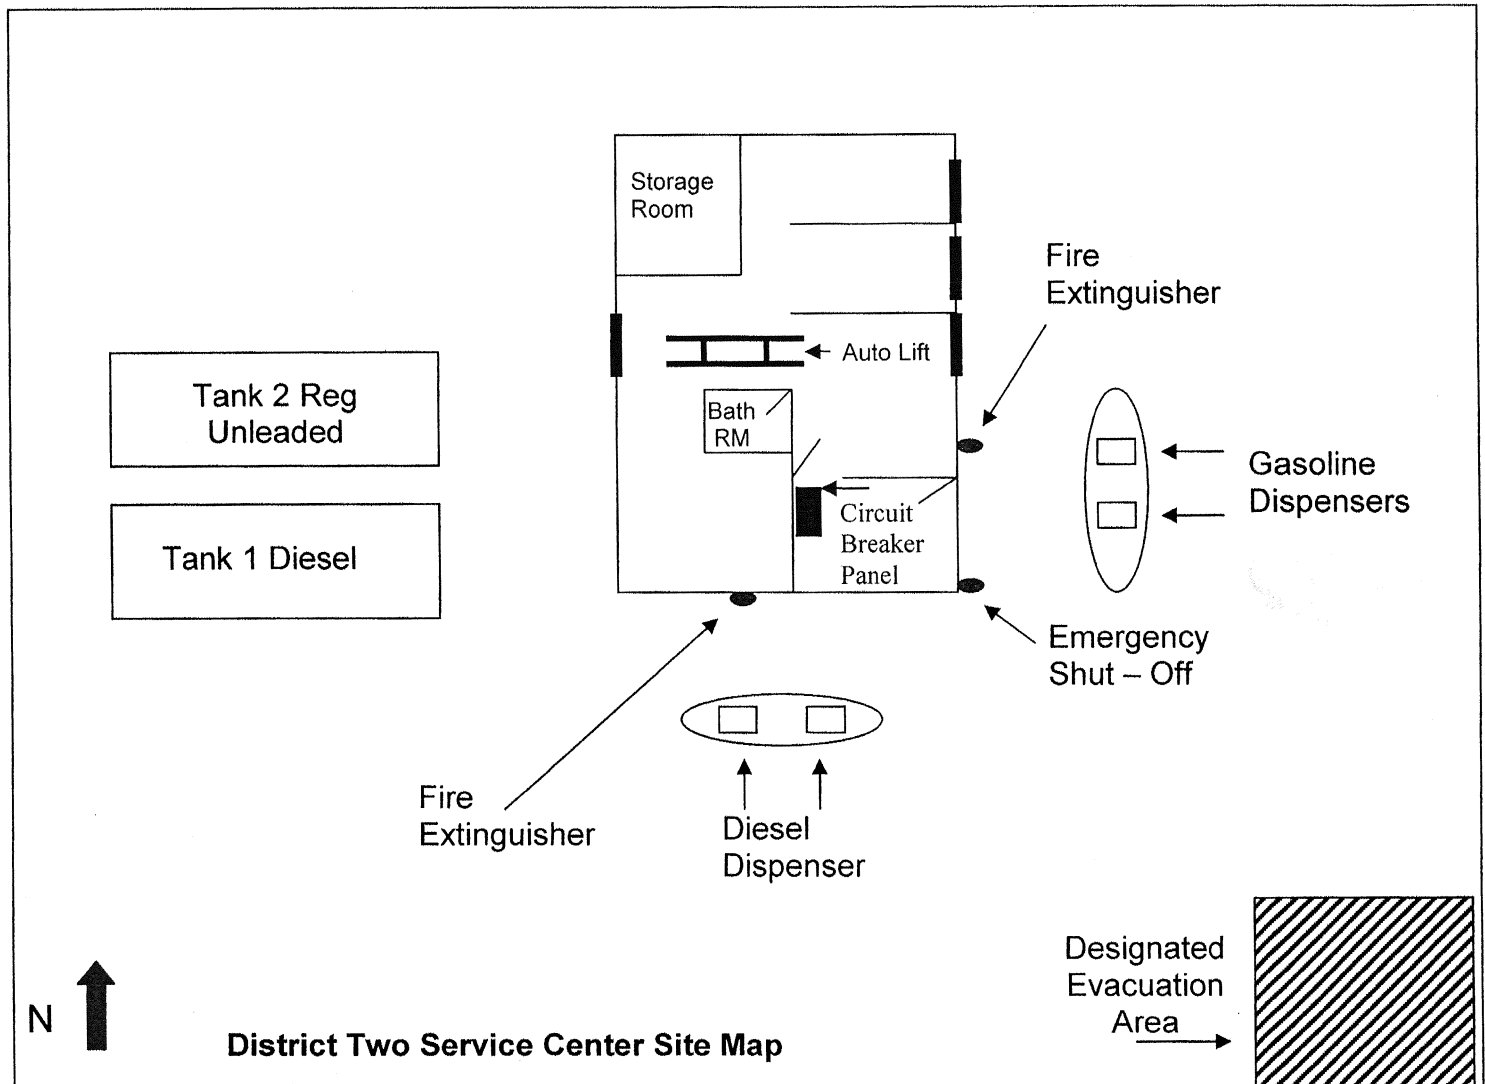 Storage
Room
Fire
Extinguisher
Auto Lift
Tank 2 Reg
Unleaded
Bath
RM
Gasoline
Dispensers
Circuit
Breaker
Panel
Tank 1 Diesel
Emergency
Shut – Off
Fire
Extinguisher
Diesel
Dispenser
Designated
Evacuation
Area
N
District Two Service Center Site Map